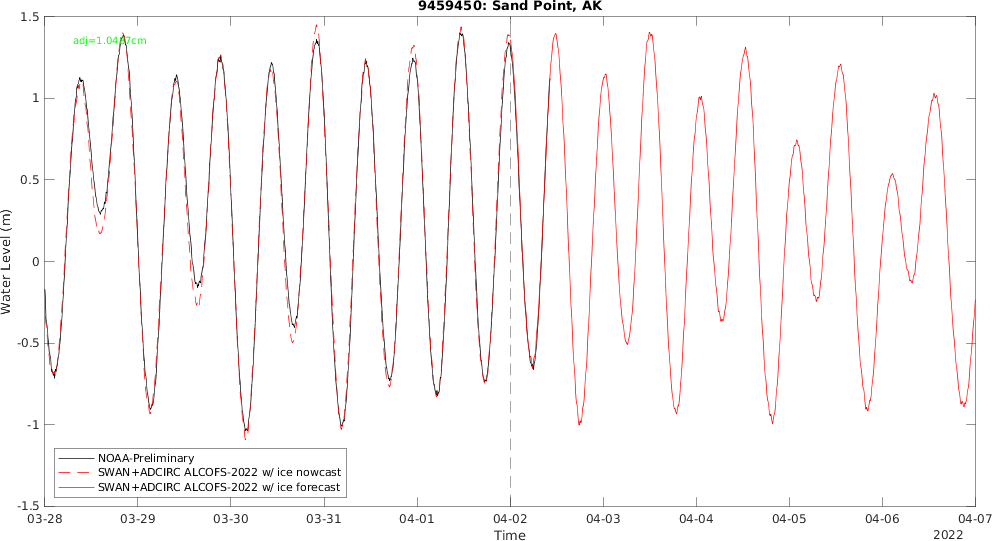 9459450: Sand Point, AK
1.5
1
0.5
0
-0.5
-1
-1.5
Water Level (m)
NOAA-Preliminary
SWAN+ADCIRC ALCOFS-2022 w/ ice nowcast
SWAN+ADCIRC ALCOFS-2022 w/ ice forecast
03-28 03-29 03-30 03-31 04-01 04-02 04-03 04-04 04-05 04-06 04-07
Time
2022